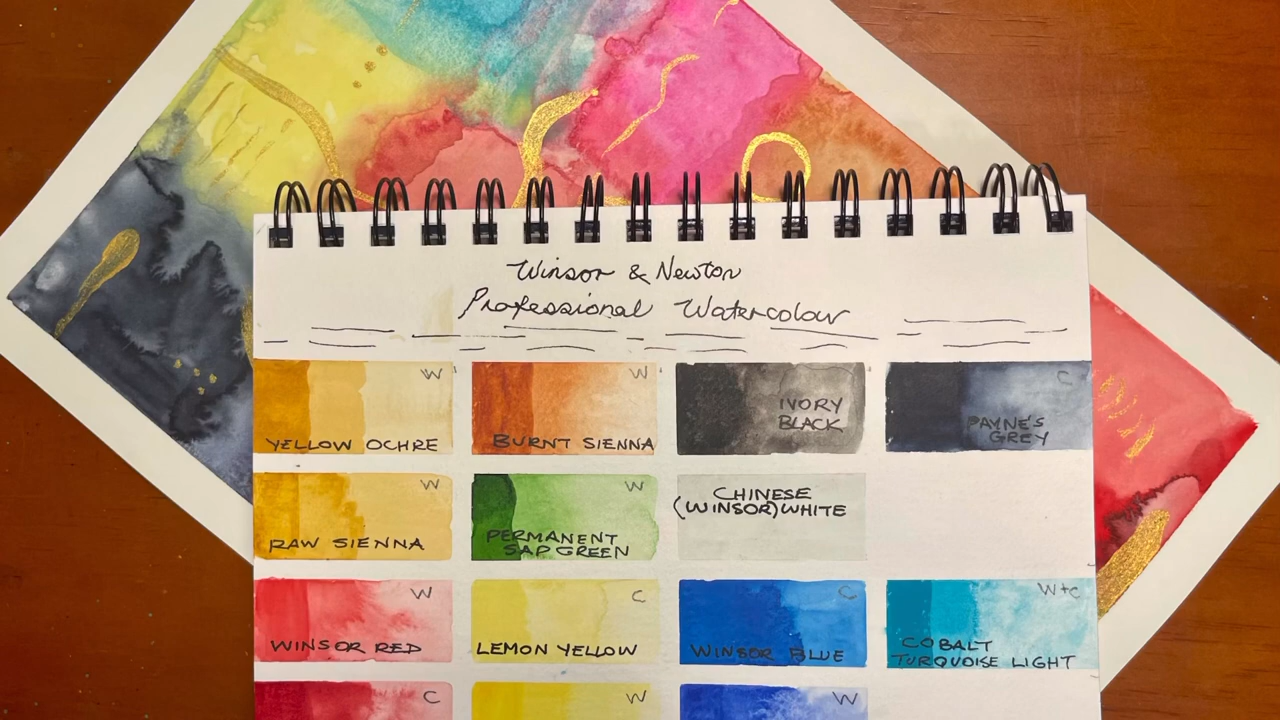 Winsor & Newton
Professional Watercolour
W
YELLOW OCHRE
W
BURNT SIENNA
IVORY
BLACK
C
PAYNE'S
GREY
W
RAW SIENNA
W
PERMANENT
SAP GREEN
CHINESE
(WINSOR) WHITE
W
WINSOR RED
C
LEMON YELLOW
C
WINSOR BLUE
W+C
COBALT
TURQUOISE LIGHT
C
W
W